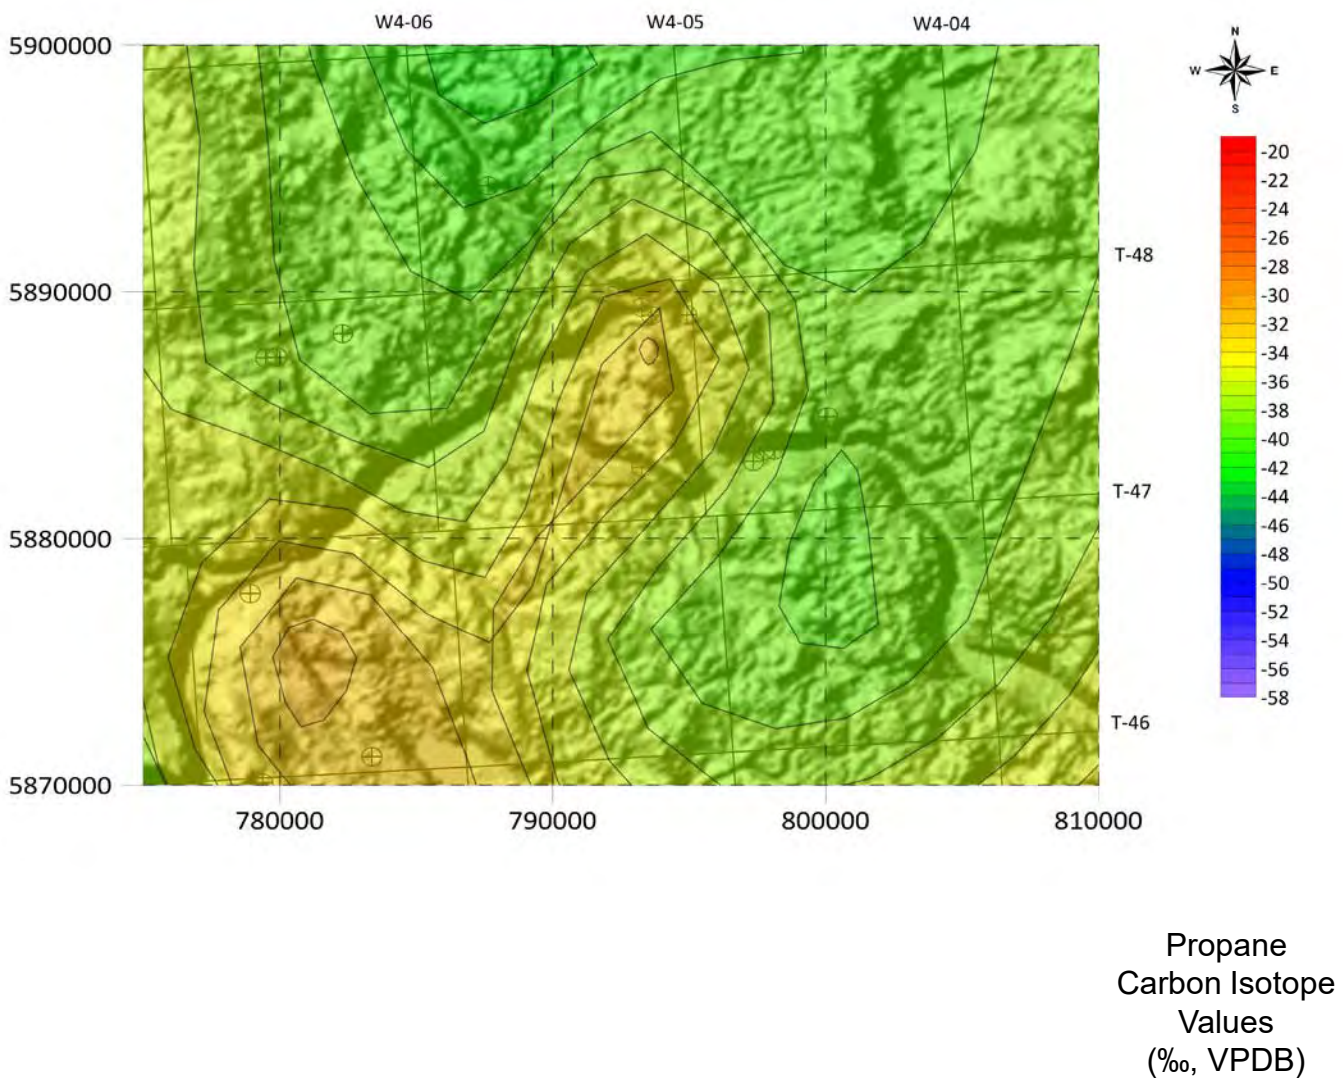 W4-06 W4-05 W4-04
5900000
N
W E
S
-20
-22
-24
-26
-28
-30
-32
-34
-36
-38
-40
-42
-44
-46
-48
-50
-52
-54
-56
-58
T-48
5890000
T-47
5880000
T-46
5870000
780000 790000 800000 810000
Propane
Carbon Isotope
Values
(‰, VPDB)